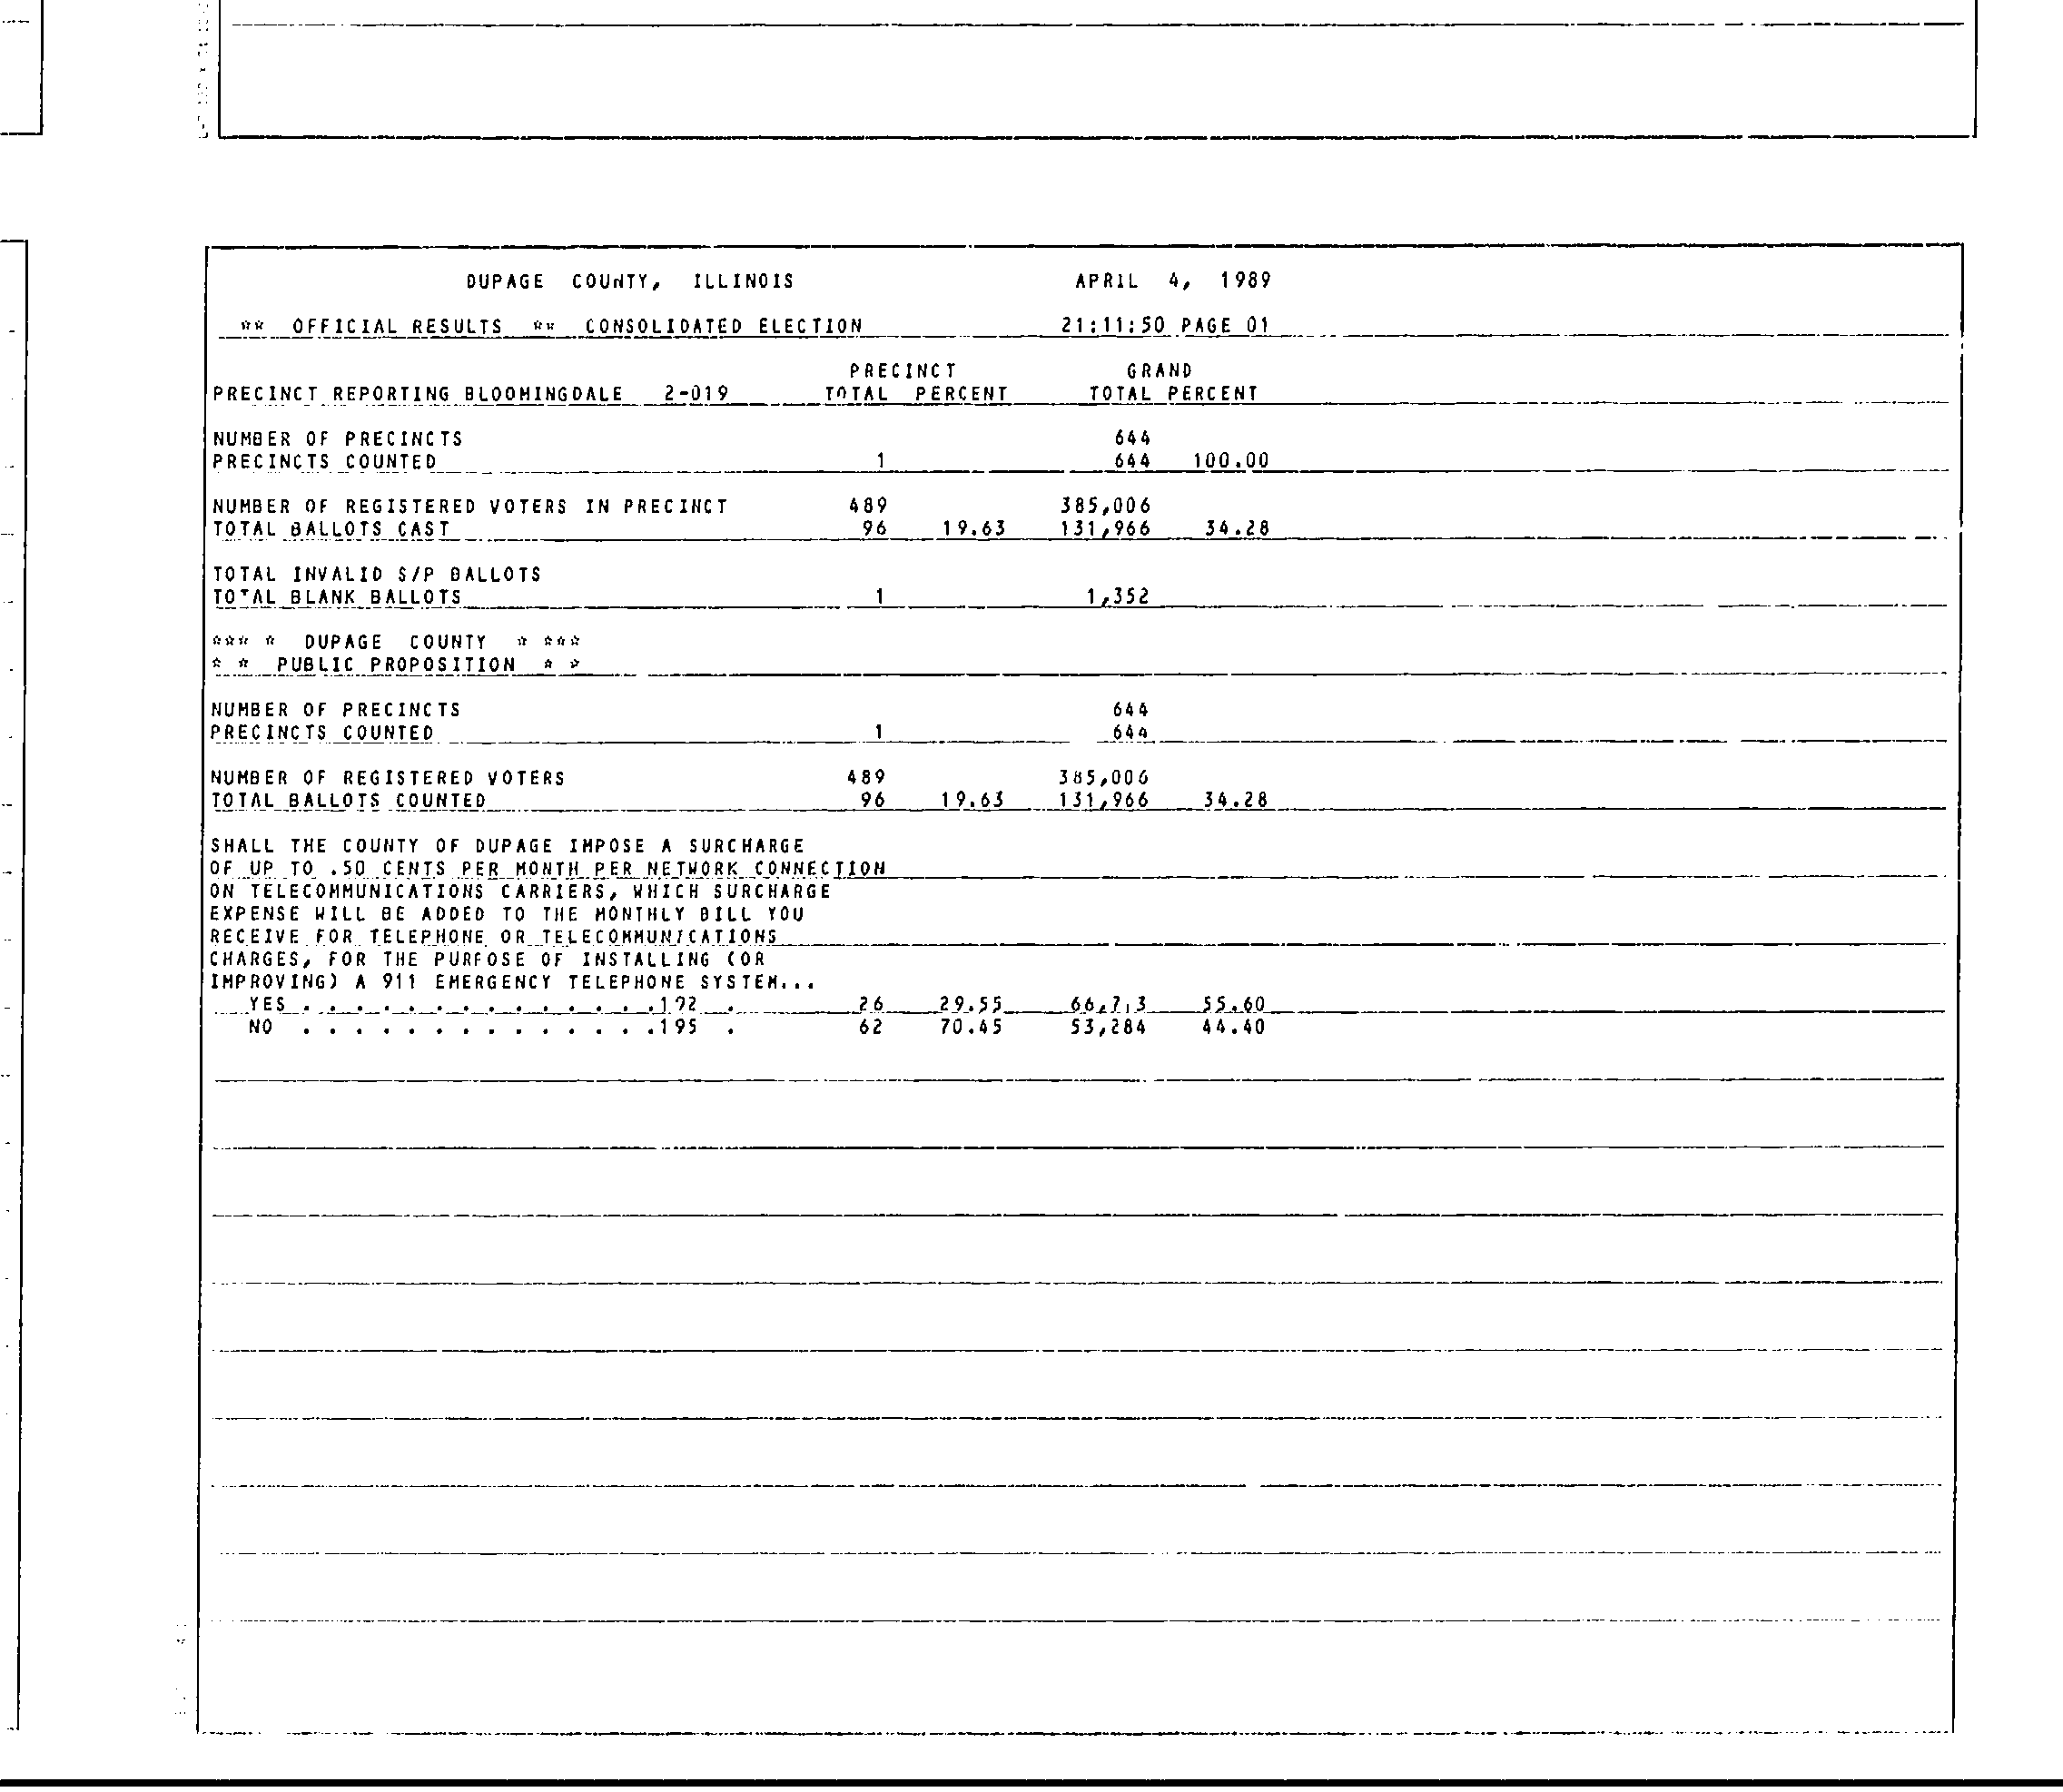 DUPAGE COUNTY, ILLINOIS APRIL 4, 1989
** OFFICIAL RESULTS ** CONSOLIDATED ELECTION 21:11:50 PAGE 01
PRECINCT GRAND
PRECINCT REPORTING BLOOMINGDALE 2-019 TOTAL PERCENT TOTAL PERCENT
NUMBER OF PRECINCTS 644
PRECINCTS COUNTED 1 644 100.00
NUMBER OF REGISTERED VOTERS IN PRECINCT 489 385,006
TOTAL BALLOTS CAST 96 19.63 131,966 34.28
TOTAL INVALID S/P BALLOTS
TOTAL BLANK BALLOTS 1 1,352
*** * DUPAGE COUNTY * ***
* * PUBLIC PROPOSITION * *
NUMBER OF PRECINCTS 644
PRECINCTS COUNTED 1 644
NUMBER OF REGISTERED VOTERS 489 385,006
TOTAL BALLOTS COUNTED 96 19.63 131,966 34.28
SHALL THE COUNTY OF DUPAGE IMPOSE A SURCHARGE
OF UP TO .50 CENTS PER MONTH PER NETWORK CONNECTION
ON TELECOMMUNICATIONS CARRIERS, WHICH SURCHARGE
EXPENSE WILL BE ADDED TO THE MONTHLY BILL YOU
RECEIVE FOR TELEPHONE OR TELECOMMUNICATIONS
CHARGES, FOR THE PURPOSE OF INSTALLING (OR
IMPROVING) A 911 EMERGENCY TELEPHONE SYSTEM...
YES . . . . . . . . . . . . . .192 . 26 29.55 55.60
NO . . . . . . . . . . . . . .195 . 62 70.45 53,284 44.40